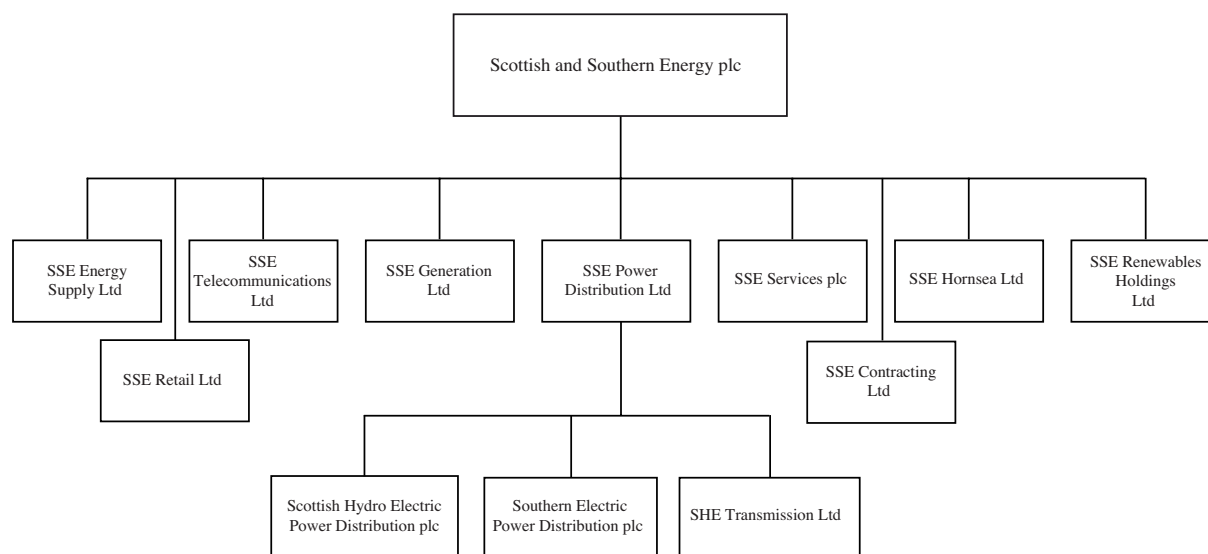 Scottish and Southern Energy plc
SSE Energy
Supply Ltd
SSE
Telecommunications
Ltd
SSE Generation
Ltd
SSE Power
Distribution Ltd
SSE Services plc
SSE Hornsea Ltd
SSE Renewables
Holdings
Ltd
SSE Retail Ltd
SSE Contracting
Ltd
Scottish Hydro Electric
Power Distribution plc
Southern Electric
Power Distribution plc
SHE Transmission Ltd